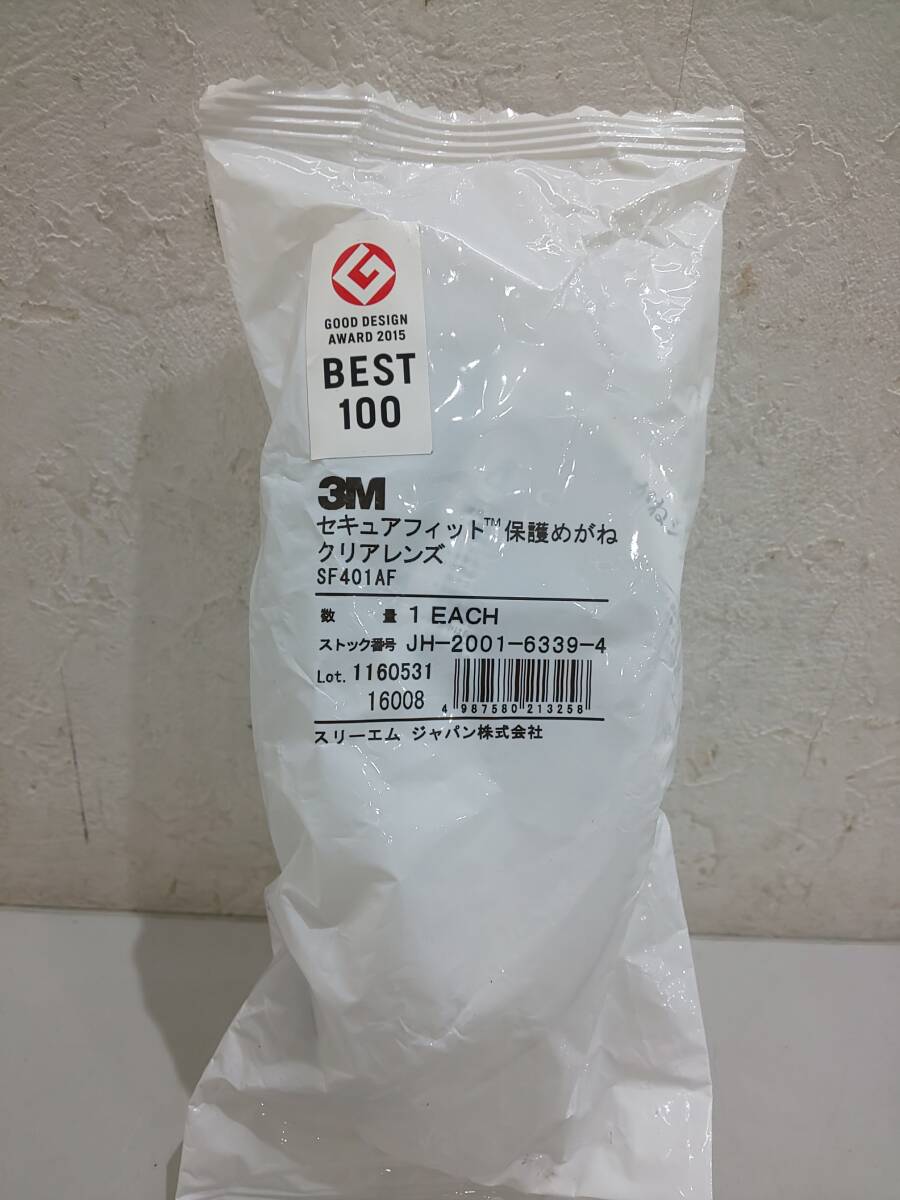 GOOD DESIGN
AWARD 2015
BEST
100
3M
セキュアフィット™ 保護めがね
クリアレンズ
SF401AF
数 量 1 EACH
ストック番号 JH-2001-6339-4
Lot. 1160531
16008
4 987580 213258
スリーエム ジャパン株式会社